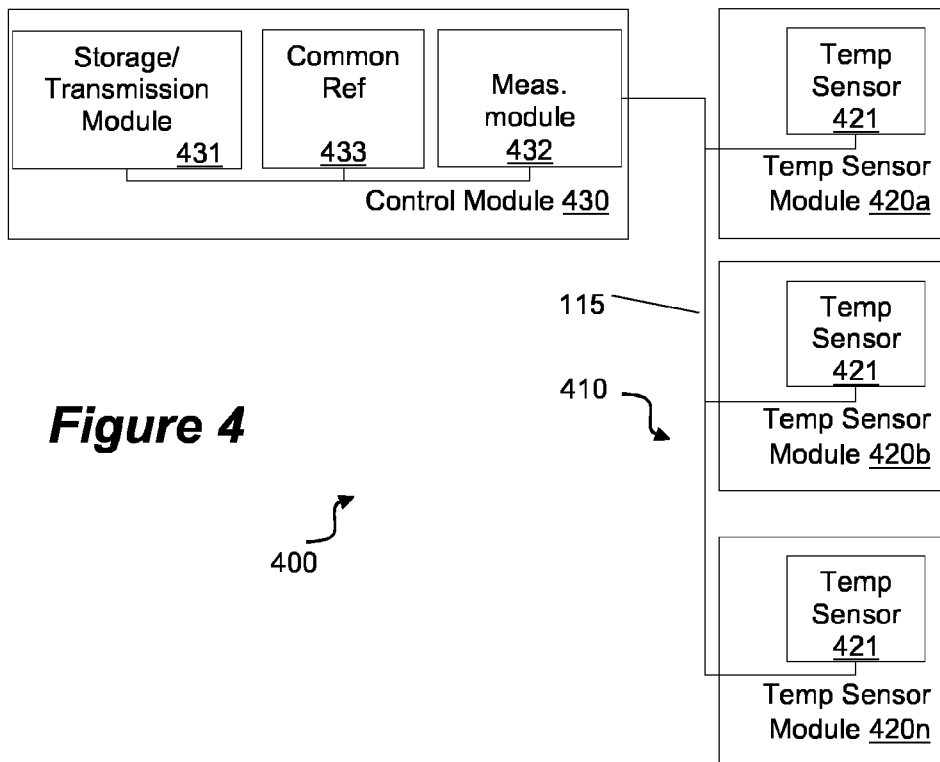 Storage/
Transmission
Module
431
Common
Ref
433
Meas.
module
432
Control Module 430
Temp
Sensor
421
Temp Sensor
Module 420a
115
Temp
Sensor
421
Temp Sensor
Module 420b
410
Figure 4
400
Temp
Sensor
421
Temp Sensor
Module 420n